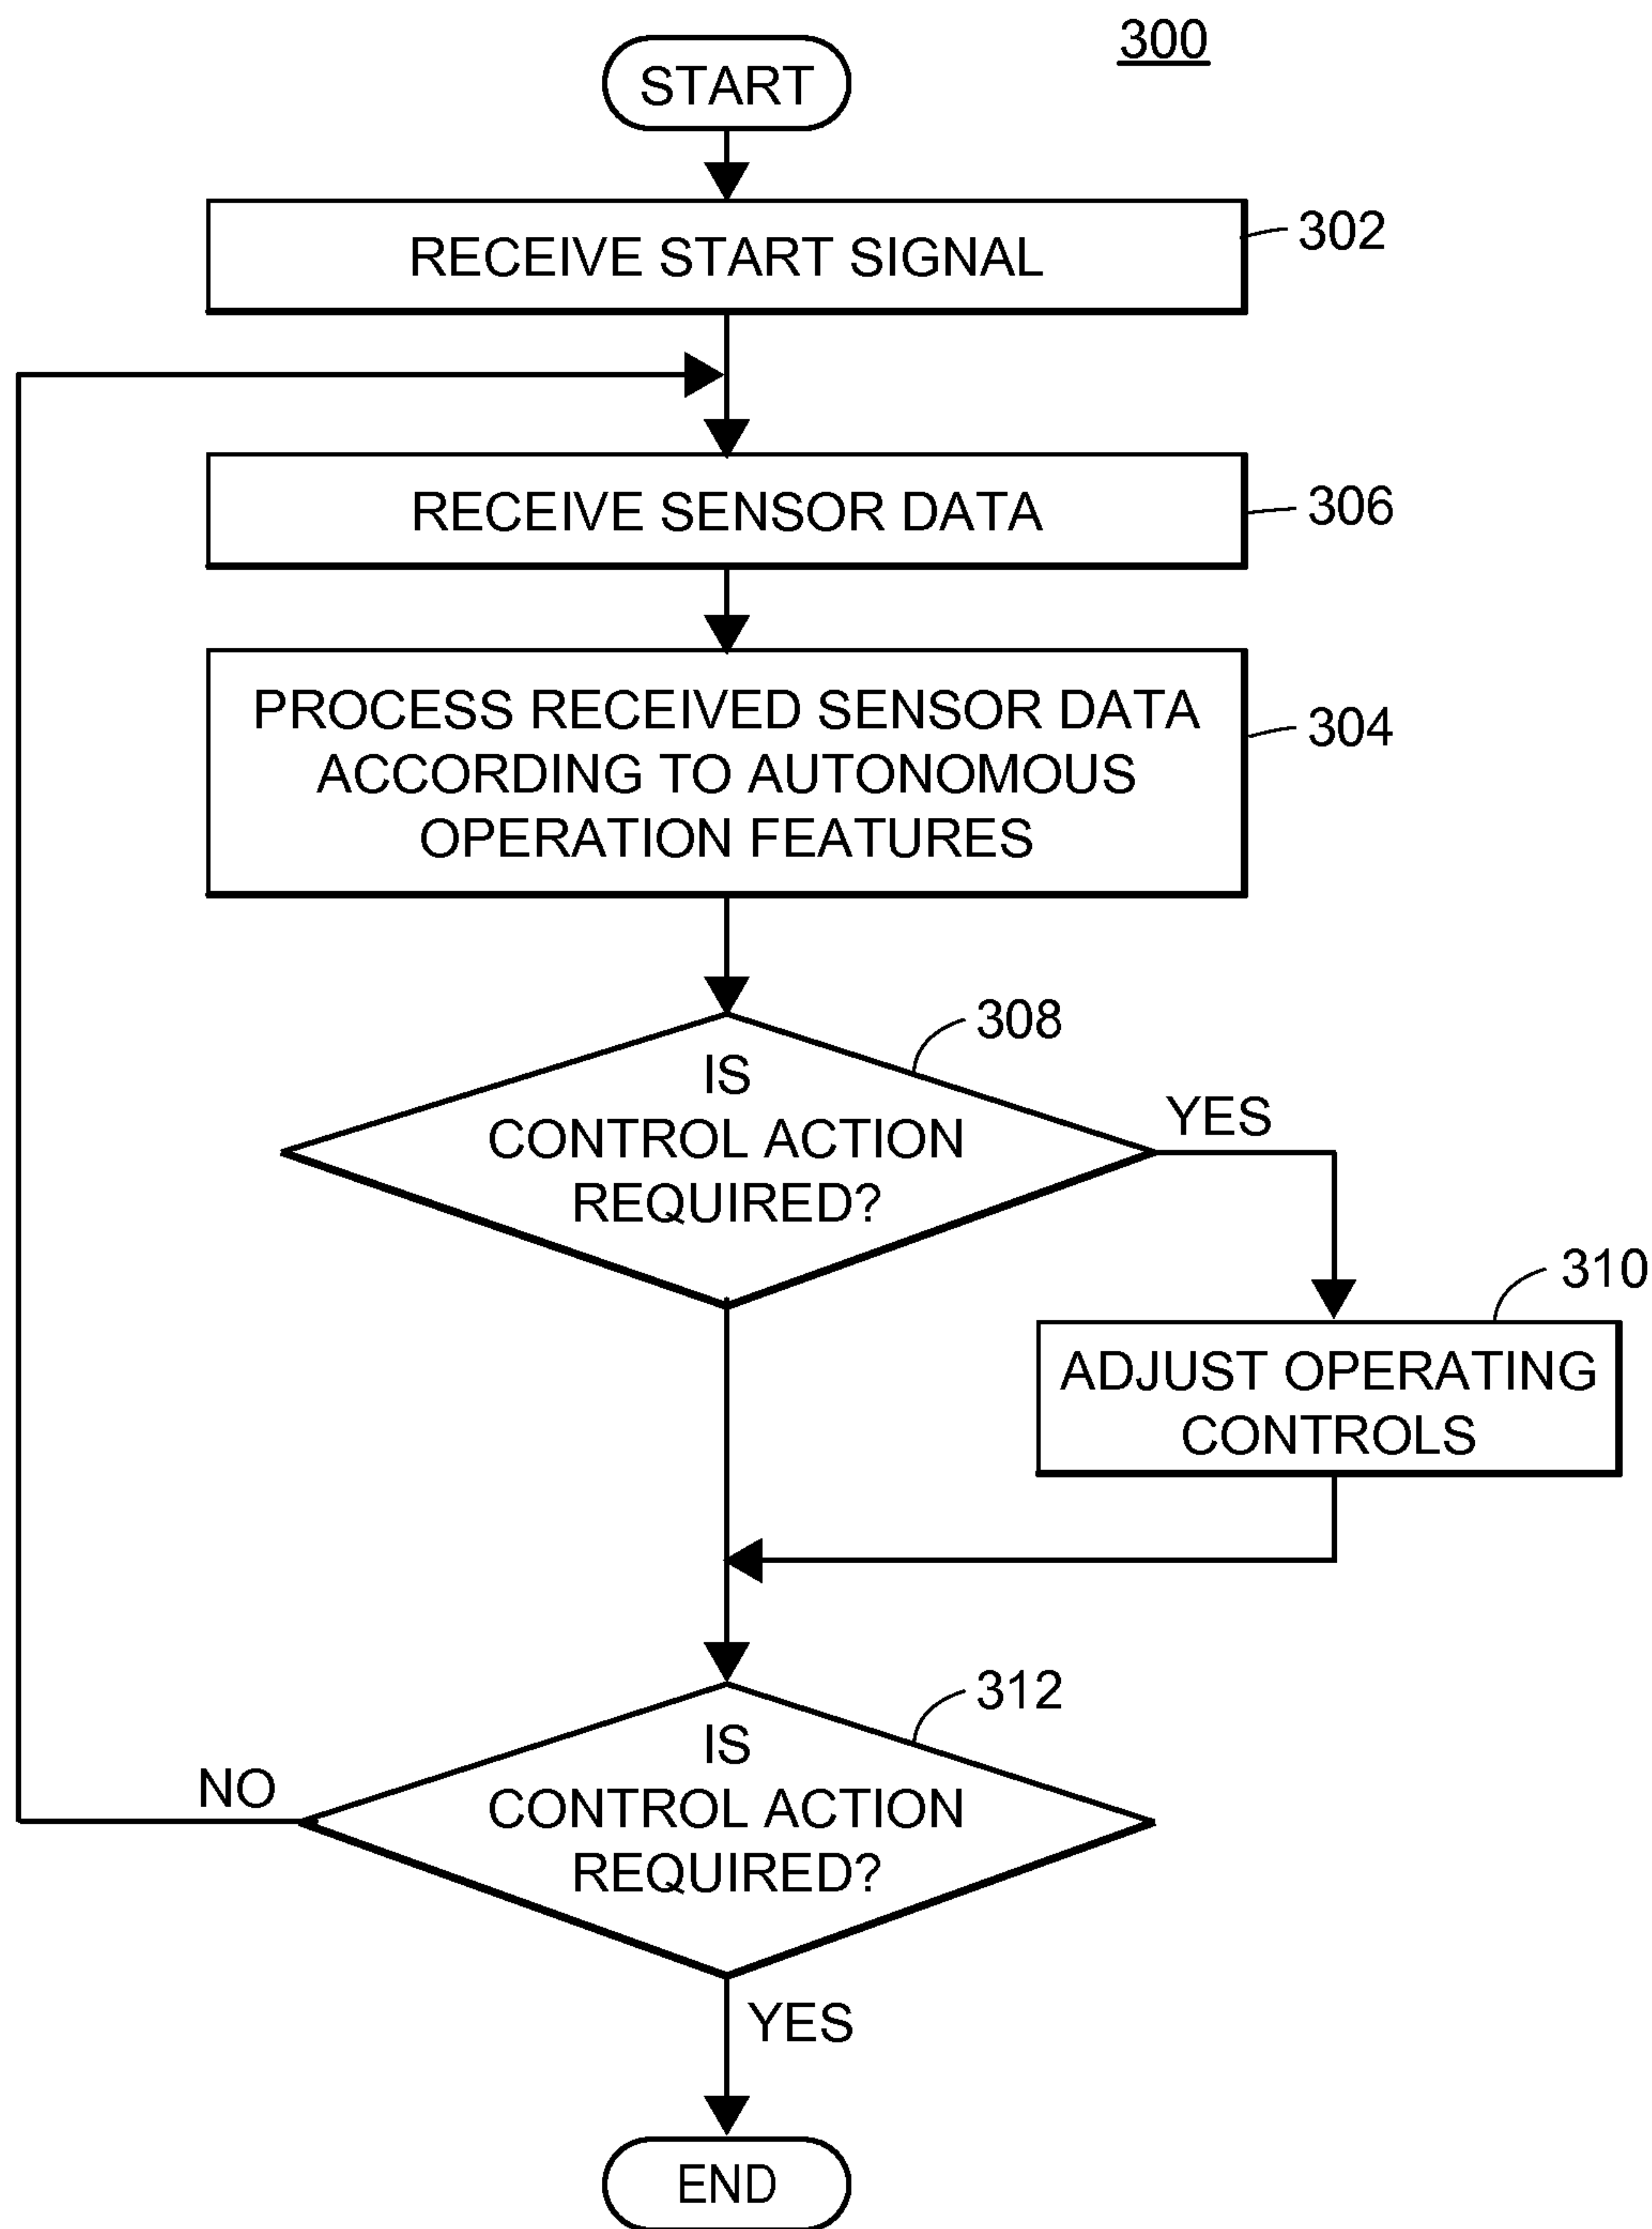 300
START
RECEIVE START SIGNAL
302
RECEIVE SENSOR DATA
306
PROCESS RECEIVED SENSOR DATA
ACCORDING TO AUTONOMOUS
OPERATION FEATURES
304
308
IS
CONTROL ACTION
REQUIRED?
YES
310
ADJUST OPERATING
CONTROLS
312
IS
CONTROL ACTION
REQUIRED?
NO
YES
END